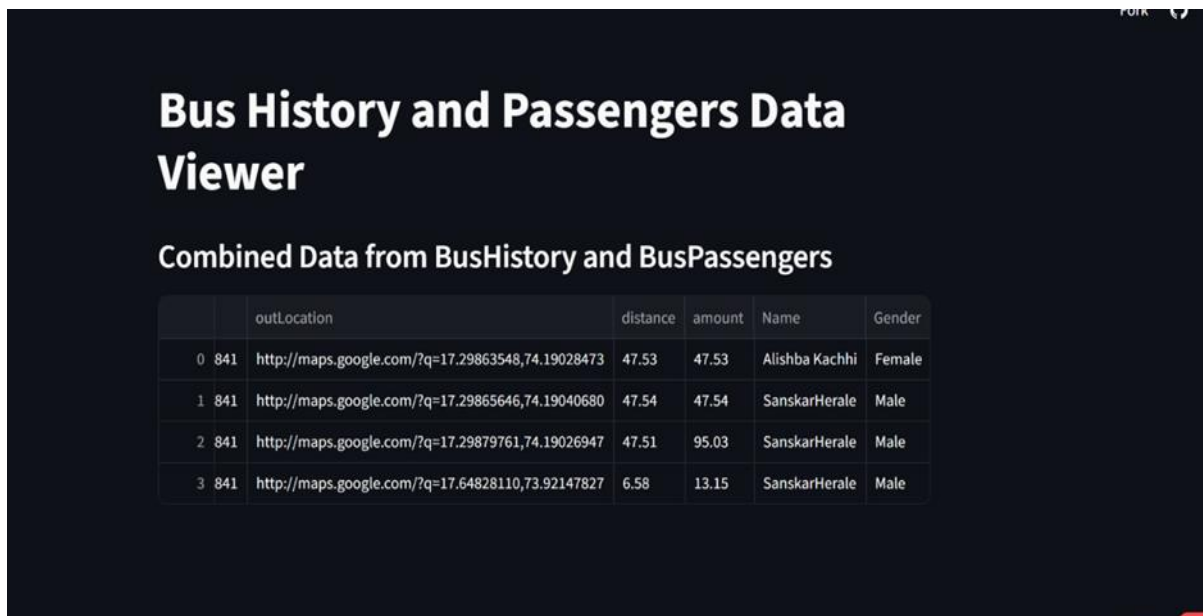 Fork
Bus History and Passengers Data
Viewer
Combined Data from BusHistory and BusPassengers
outLocation distance amount Name Gender
0 841 http://maps.google.com/?q=17.29863548,74.19028473 47.53 47.53 Alishba Kachhi Female
1 841 http://maps.google.com/?q=17.29865646,74.19040680 47.54 47.54 SanskarHerale Male
2 841 http://maps.google.com/?q=17.29879761,74.19026947 47.51 95.03 SanskarHerale Male
3 841 http://maps.google.com/?q=17.64828110,73.92147827 6.58 13.15 SanskarHerale Male